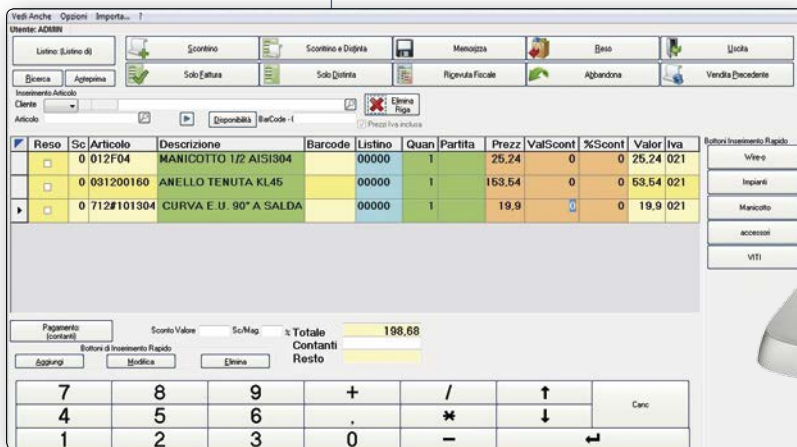 Vedi Anche Opzioni Importa... ?
Utente: ADMIN
Listino: (Listino di) Scontrino Scontrino e Distinta Memorizza Reso Uscita
Ricerca Anteprima Solo Fattura Solo Distinta Ricevuta Fiscale Abbandona Vendita Precedente
Inserimento Articolo
Cliente Elimina Riga
Articolo Disponibilità BarCode - ( Prezzi Iva inclusa
Reso Sc Articolo Descrizione Barcode Listino Quan Partita Prezz ValScont %Scont Valor Iva
0 012F04 MANICOTTO 1/2 AISI304 00000 1 25,24 0 0 25,24 021
0 031200160 ANELLO TENUTA KL45 00000 1 153,54 0 0 53,54 021
0 712#101304 CURVA E.U. 90° A SALDA 00000 1 19,9 0 0 19,9 021
Bottoni Inserimento Rapido
Wire-o
Impianti
Manicotto
accessori
VITI
Pagamento: (contanti) Sconto Valore Sc/Mag. % Totale 198,68
Bottoni di Inserimento Rapido Contanti
Aggiungi Modifica Elimina Resto
7 8 9 + / ↑ Canc
4 5 6 . * ↓
1 2 3 0 - ↵